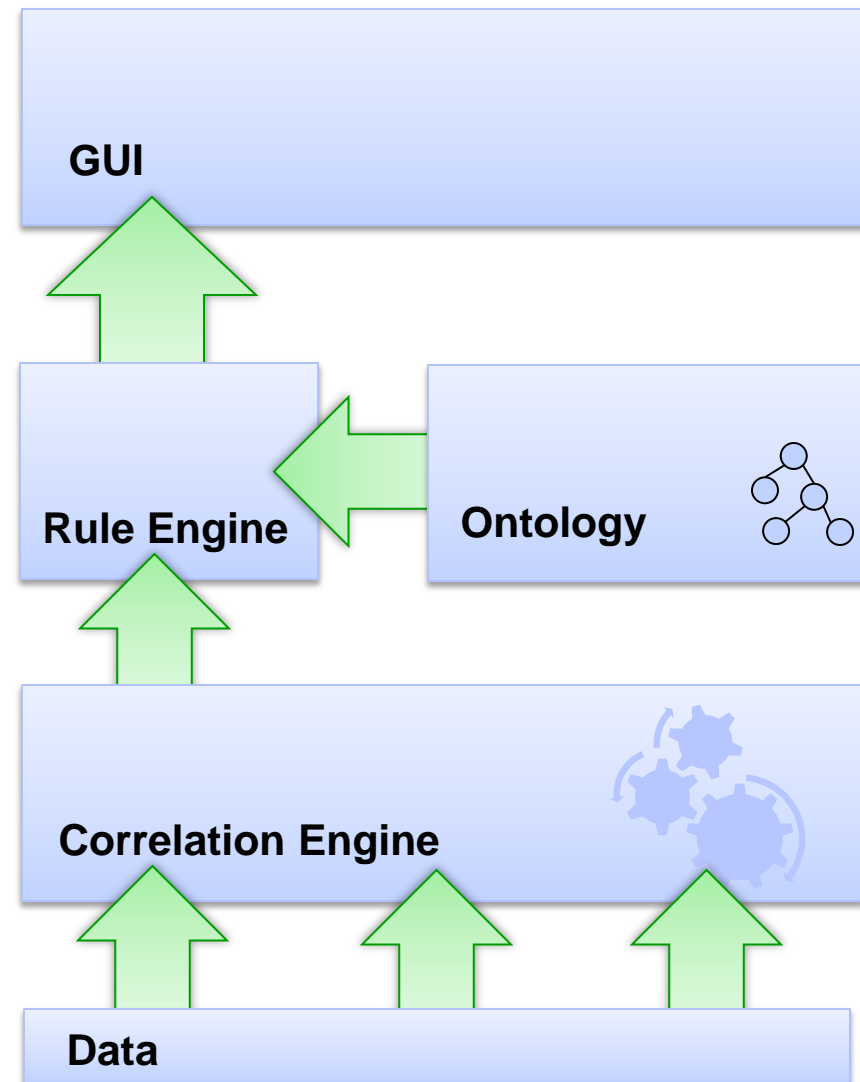 GUI
Rule Engine
Ontology
Correlation Engine
Data